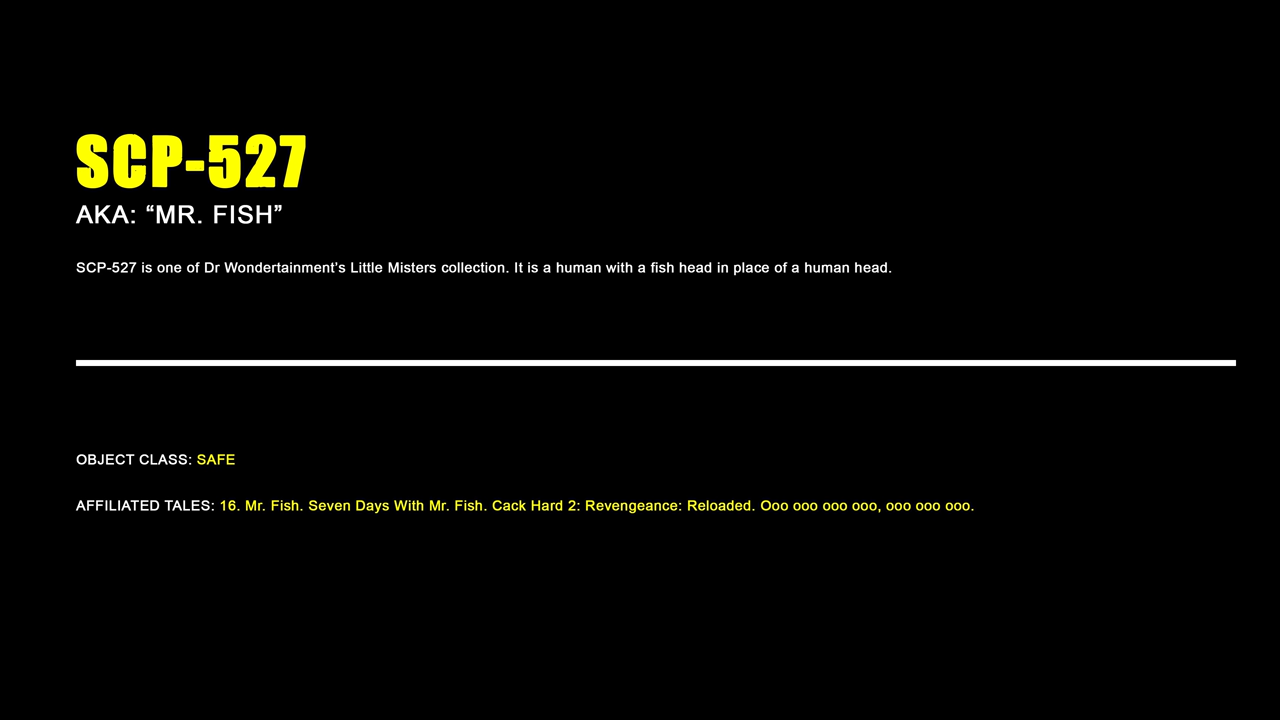 SCP-527
AKA: “MR. FISH”
SCP-527 is one of Dr Wondertainment’s Little Misters collection. It is a human with a fish head in place of a human head.
OBJECT CLASS: SAFE
AFFILIATED TALES: 16. Mr. Fish. Seven Days With Mr. Fish. Cack Hard 2: Revengeance: Reloaded. Ooo ooo ooo ooo, ooo ooo ooo.